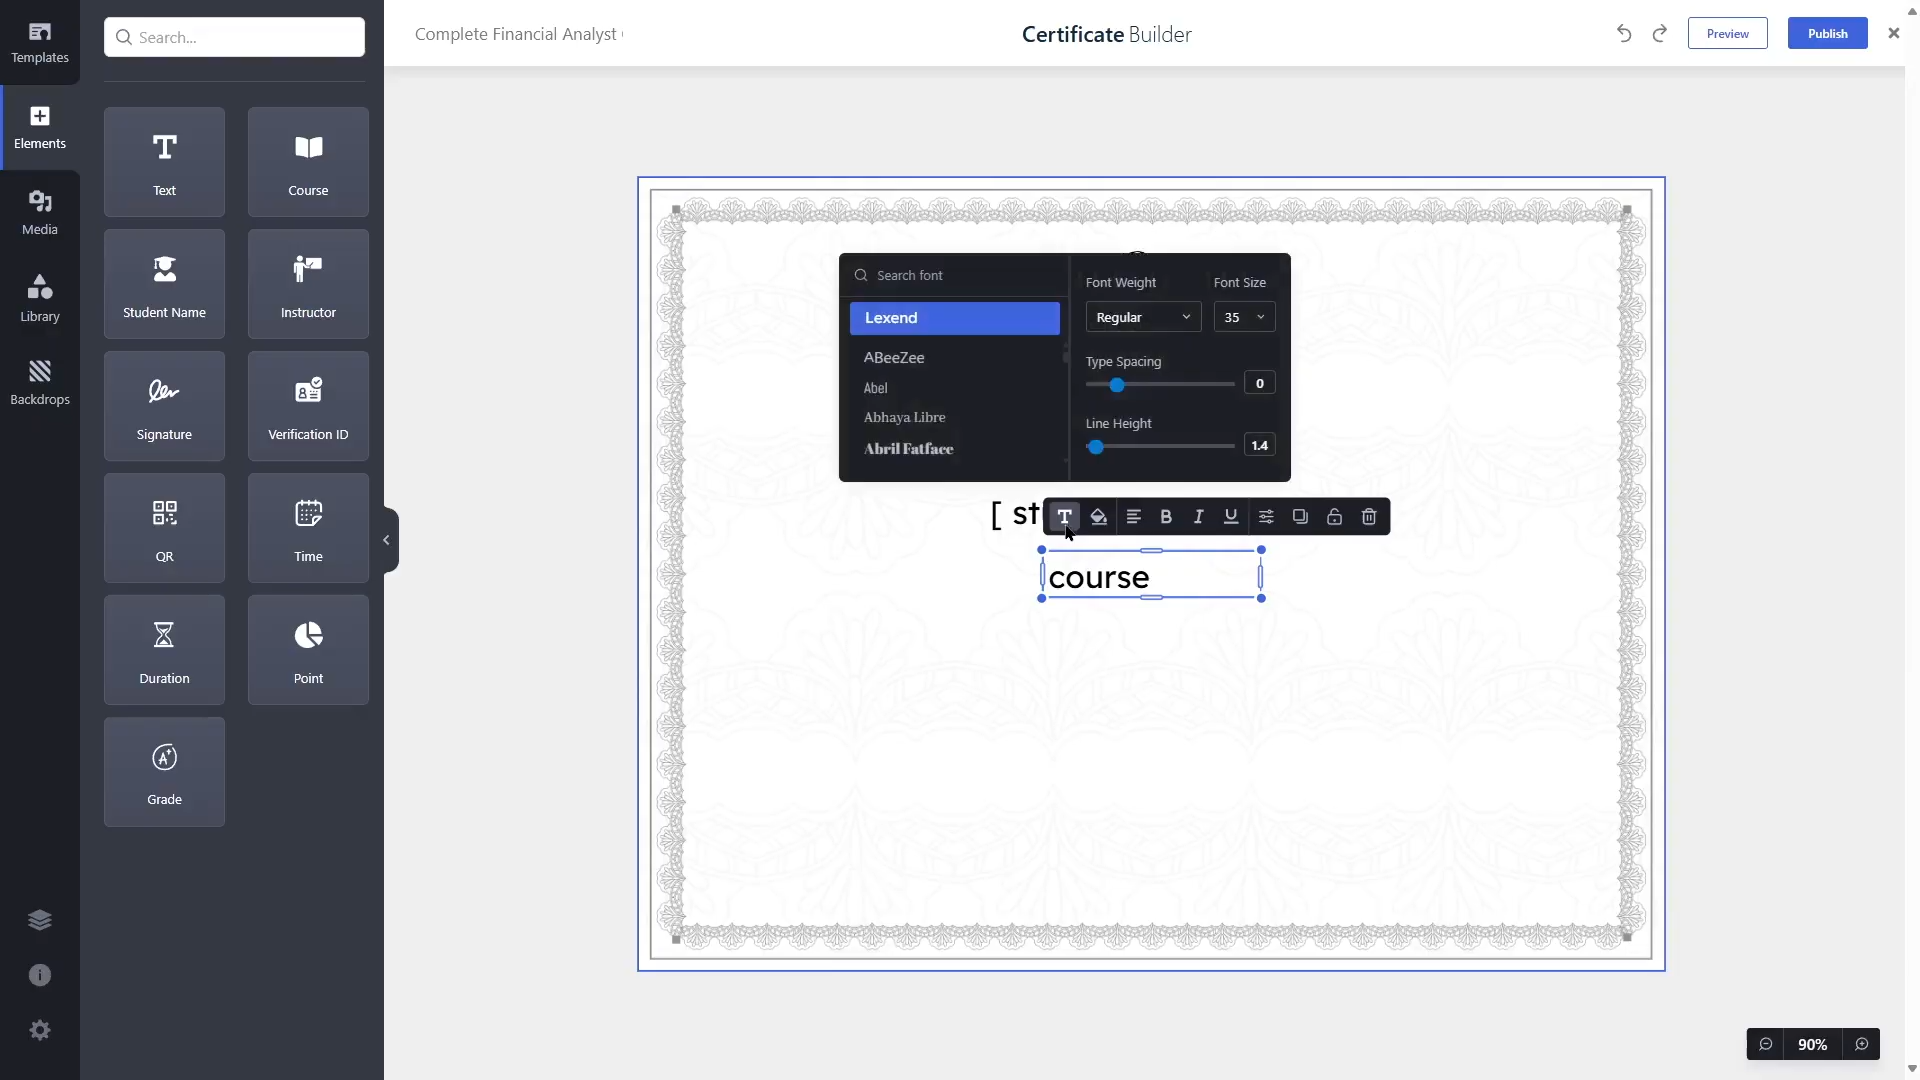 Templates
Elements
Media
Library
Backdrops
Search...
Text
Course
Student Name
Instructor
Signature
Verification ID
QR
Time
Duration
Point
Grade
Complete Financial Analyst
Certificate Builder
Preview
Publish
Search font
Lexend
ABeeZee
Abel
Abhaya Libre
Abril Fatface
Font Weight
Font Size
Regular
35
Type Spacing
0
Line Height
1.4
[ st
T
B
I
U
course
90%